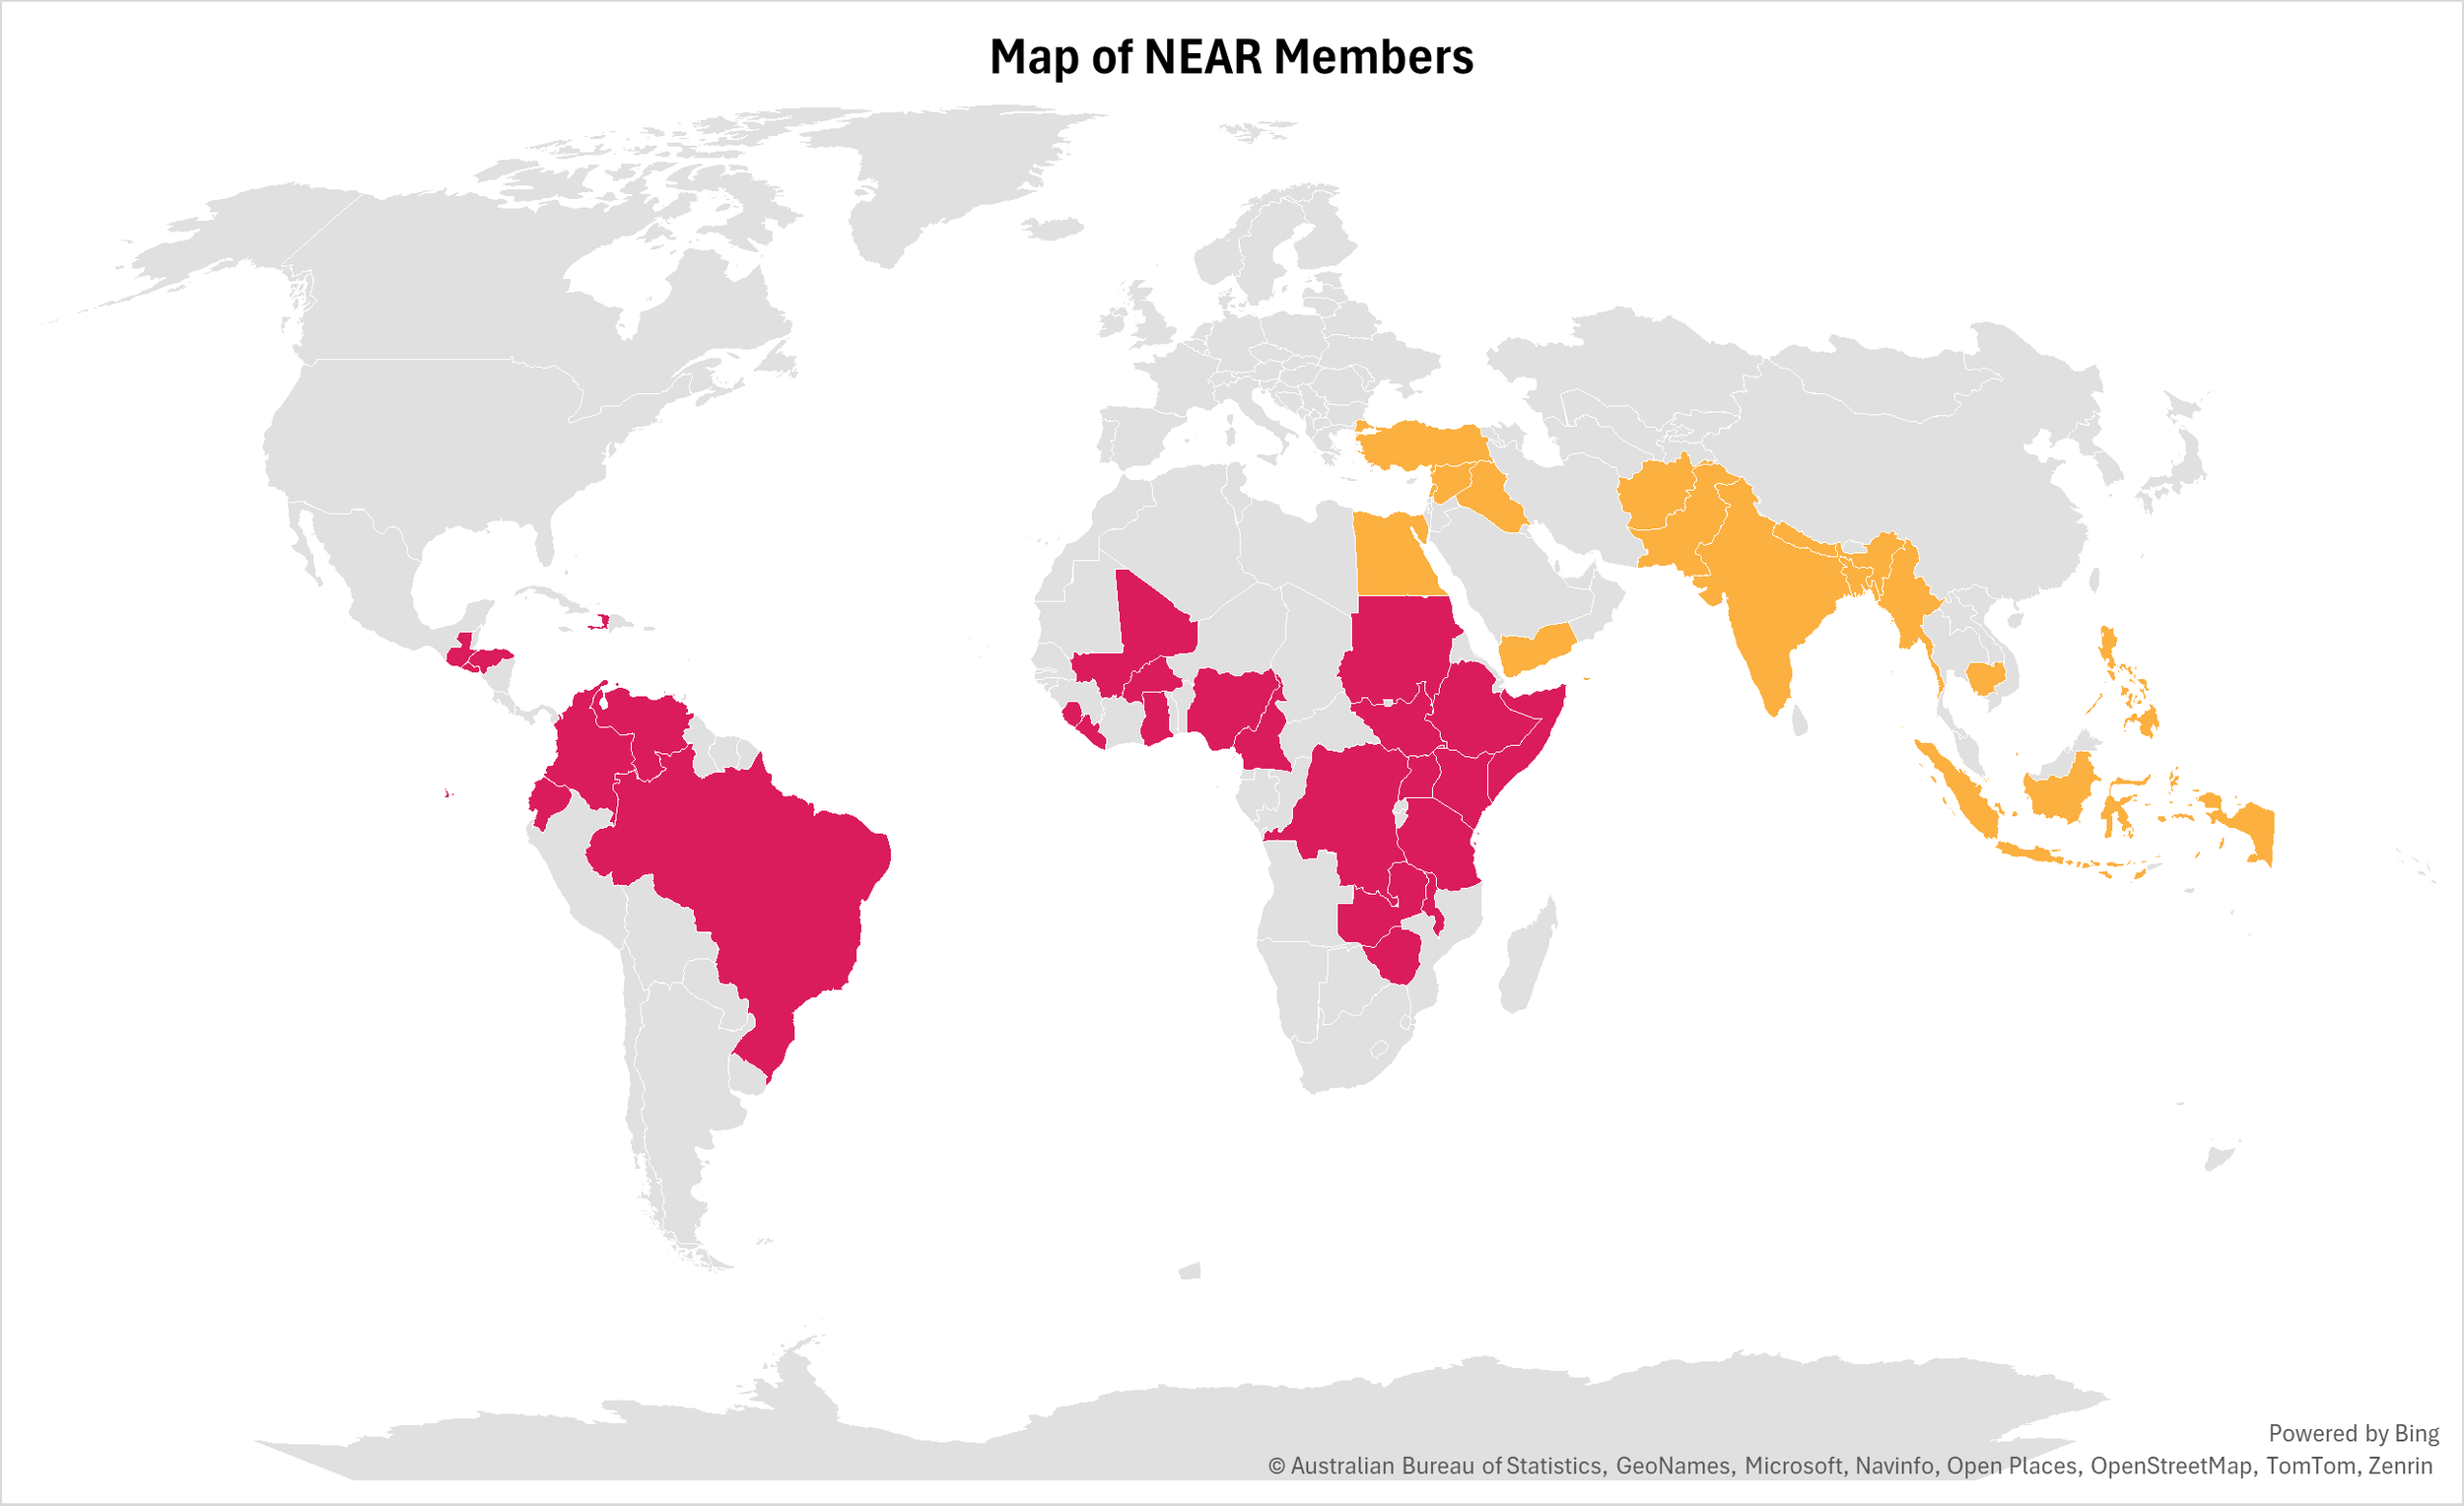 Map of NEAR Members
Powered by Bing
© Australian Bureau of Statistics, GeoNames, Microsoft, Navinfo, Open Places, OpenStreetMap, TomTom, Zenrin